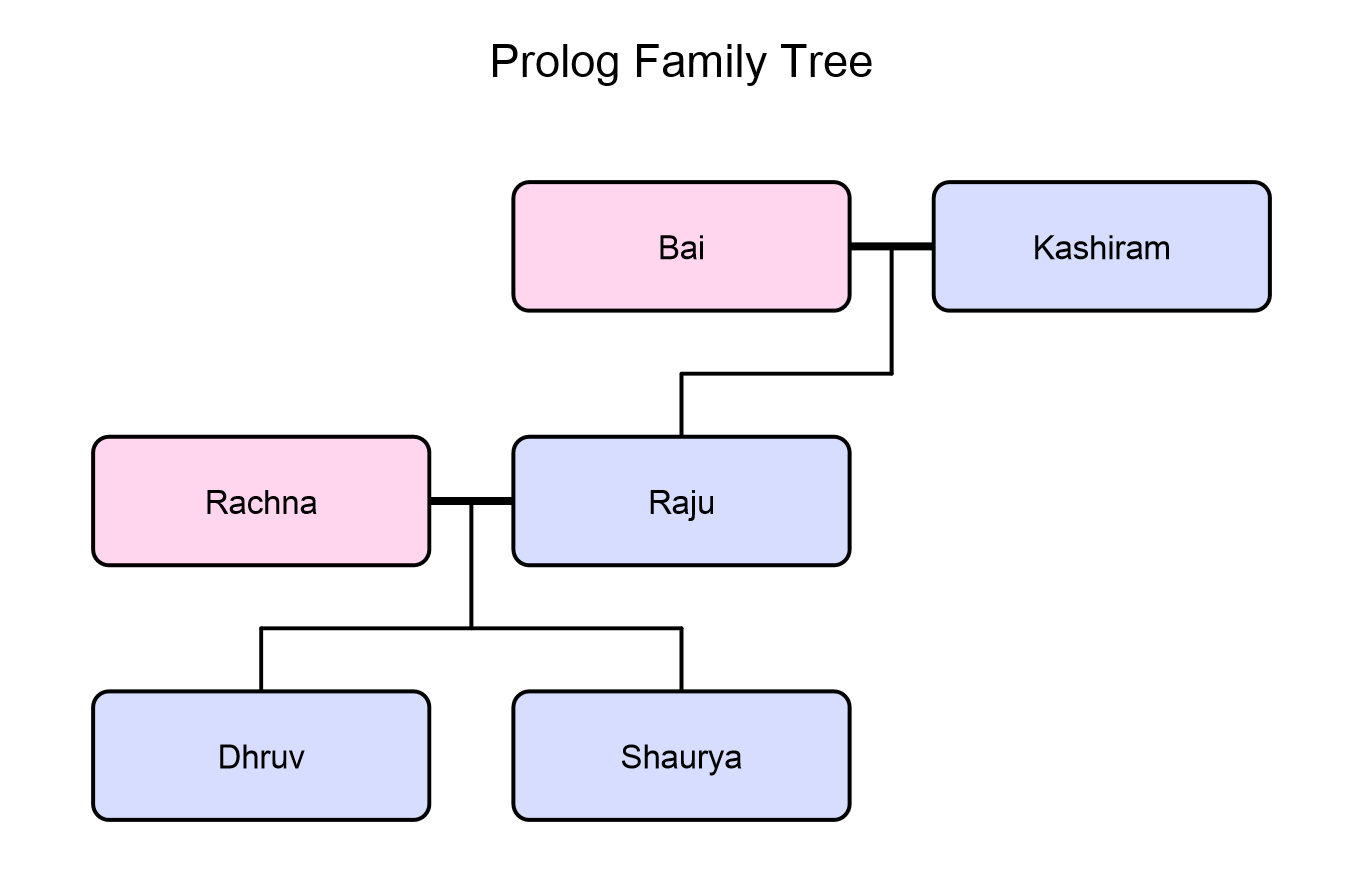 Prolog Family Tree
Bai
Kashiram
Rachna
Raju
Dhruv
Shaurya